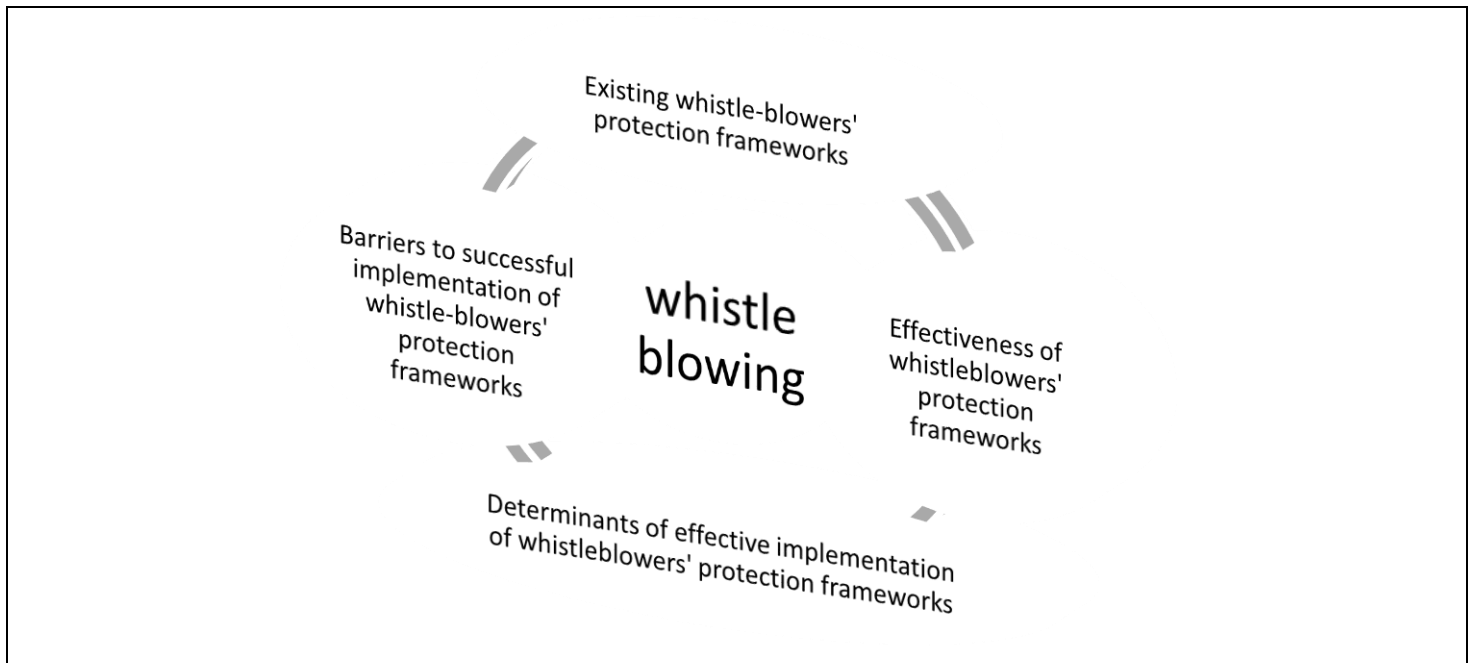 Existing whistle-blowers'
protection frameworks
Barriers to successful
implementation of
whistle-blowers'
protection
frameworks
whistle
blowing
Effectiveness of
whistleblowers'
protection
frameworks
Determinants of effective implementation
of whistleblowers' protection frameworks